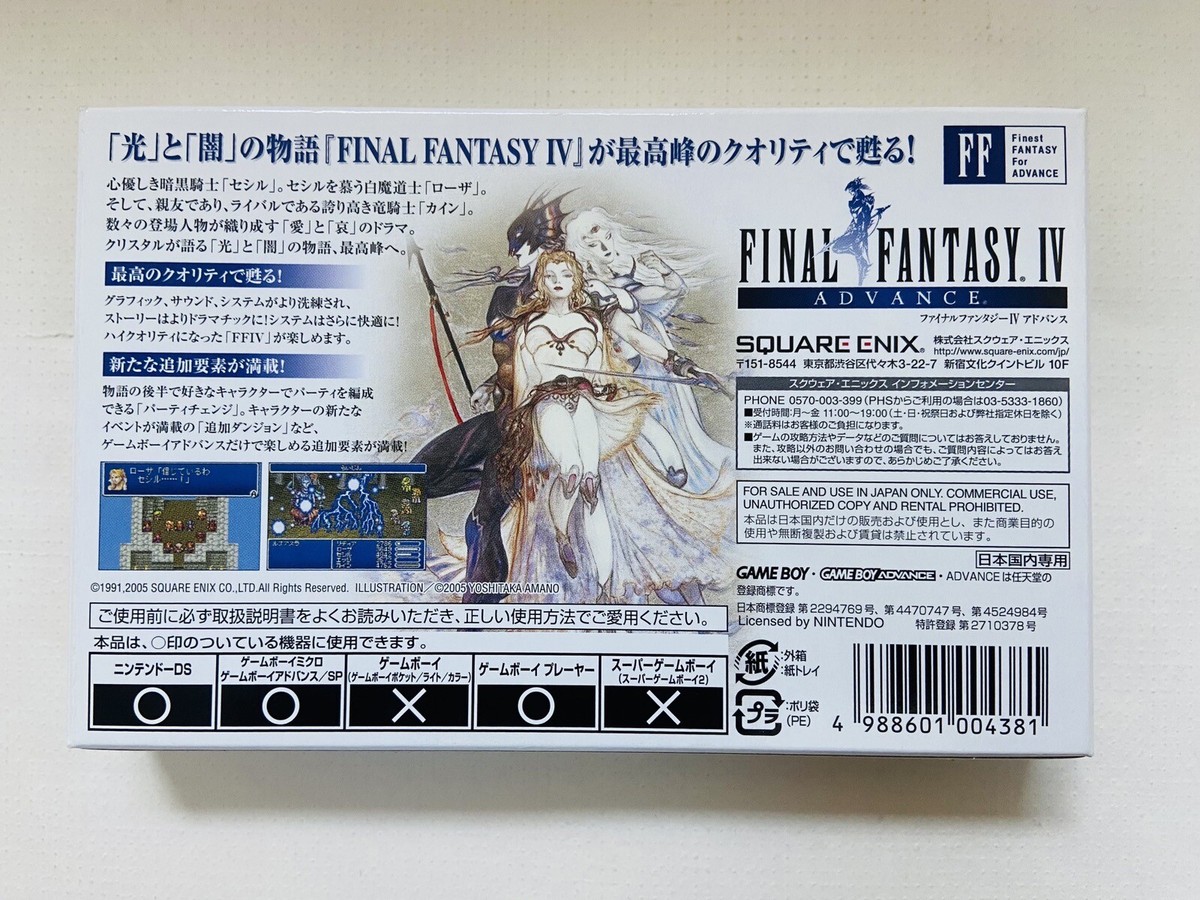 「光」と「闇」の物語『FINAL FANTASY IV』が最高峰のクオリティで甦る!
心優しき暗黒騎士「セシル」。セシルを慕う白魔道士「ローザ」。
そして、親友であり、ライバルである誇り高き竜騎士「カイン」。
数々の登場人物が織り成す「愛」と「哀」のドラマ。
クリスタルが語る「光」と「闇」の物語、最高峰へ。
最高のクオリティで甦る!
グラフィック、サウンド、システムがより洗練され、
ストーリーはよりドラマチックに!システムはさらに快適に!
ハイクオリティになった「FFIV」が楽しめます。
新たな追加要素が満載!
物語の後半で好きなキャラクターでパーティを編成
できる「パーティチェンジ」。キャラクターの新たな
イベントが満載の「追加ダンジョン」など、
ゲームボーイアドバンスだけで楽しめる追加要素が満載!
ローザ「信じているわ
セシル……!」
らいじん
リディア 2786
ローザ
セシル
エッジ
カイン 4762
©1991,2005 SQUARE ENIX CO.,LTD.All Rights Reserved. ILLUSTRATION/©2005 YOSHITAKA AMANO
ご使用前に必ず取扱説明書をよくお読みいただき、正しい使用方法でご愛用ください。
本品は、○印のついている機器に使用できます。
ニンテンドーDS
○
ゲームボーイミクロ
ゲームボーイアドバンス/SP
○
ゲームボーイ
(ゲームボーイポケット/ライト/カラー)
×
ゲームボーイ プレーヤー
○
スーパーゲームボーイ
(スーパーゲームボーイ2)
×
FF
Finest
FANTASY
For
ADVANCE
FINAL FANTASY® IV
ADVANCE®
ファイナルファンタジーIV アドバンス
SQUARE ENIX®
株式会社スクウェア・エニックス
http://www.square-enix.com/jp/
〒151-8544 東京都渋谷区代々木3-22-7 新宿文化クイントビル 10F
スクウェア・エニックス インフォメーションセンター
PHONE 0570-003-399 (PHSからご利用の場合は03-5333-1860)
■受付時間:月〜金 11:00〜19:00(土・日・祝祭日および弊社指定休日を除く)
※通話料はお客様のご負担になります。
■ゲームの攻略方法やデータなどのご質問についてはお答えしておりません。
また、攻略以外のお問い合わせの場合でも、ご質問内容によってはお答え
出来ない場合がございますので、あらかじめご了承ください。
FOR SALE AND USE IN JAPAN ONLY. COMMERCIAL USE,
UNAUTHORIZED COPY AND RENTAL PROHIBITED.
本品は日本国内だけの販売および使用とし、また商業目的の
使用や無断複製および賃貸は禁止されています。
日本国内専用
GAME BOY・GAME BOY ADVANCE・ADVANCE は任天堂の
登録商標です。
日本商標登録 第2294769号、第4470747号、第4524984号
Licensed by NINTENDO 特許登録 第2710378号
紙
:外箱
:紙トレイ
プラ
:ポリ袋
(PE)
4 988601 004381